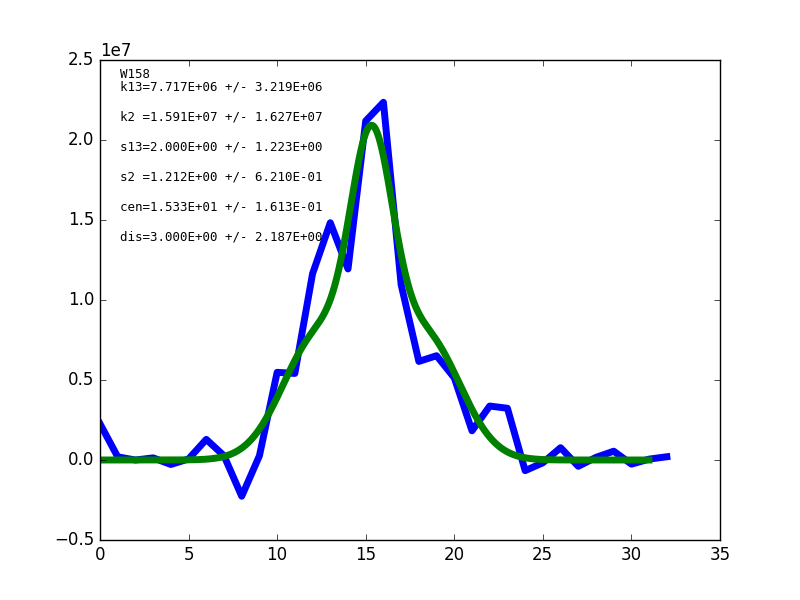 1e7
2.5
2.0
1.5
1.0
0.5
0.0
−0.5
W158
k13=7.717E+06 +/- 3.219E+06
k2 =1.591E+07 +/- 1.627E+07
s13=2.000E+00 +/- 1.223E+00
s2 =1.212E+00 +/- 6.210E-01
cen=1.533E+01 +/- 1.613E-01
dis=3.000E+00 +/- 2.187E+00
0 5 10 15 20 25 30 35